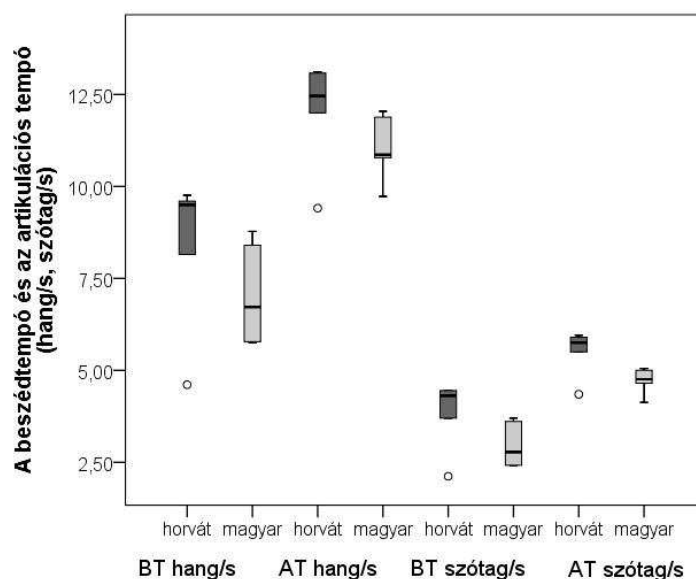 A beszédtempó és az artikulációs tempó
(hang/s, szótag/s)
12,50
10,00
7,50
5,00
2,50
horvát magyar horvát magyar horvát magyar horvát magyar
BT hang/s AT hang/s BT szótag/s AT szótag/s